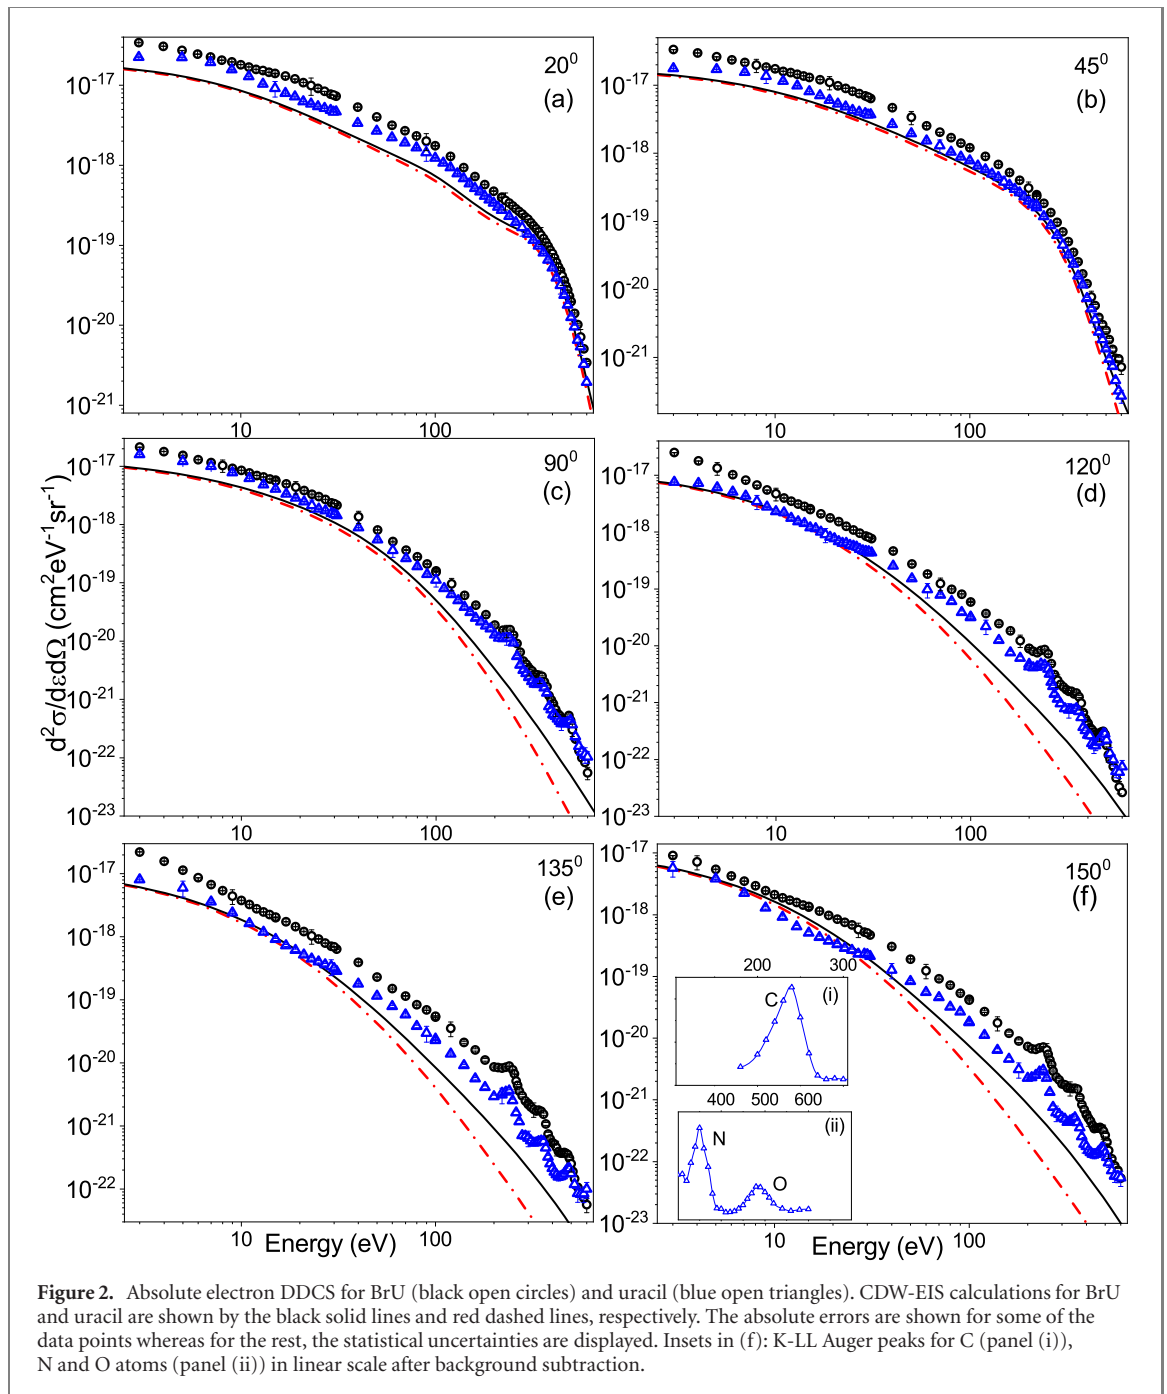 20⁰
(a)
10⁻¹⁷
10⁻¹⁸
10⁻¹⁹
10⁻²⁰
10⁻²¹
10 100
45⁰
(b)
10⁻¹⁷
10⁻¹⁸
10⁻¹⁹
10⁻²⁰
10⁻²¹
10 100
90⁰
(c)
10⁻¹⁷
10⁻¹⁸
10⁻¹⁹
10⁻²⁰
10⁻²¹
10⁻²²
10⁻²³
10 100
d²σ/dεdΩ (cm²eV⁻¹sr⁻¹)
120⁰
(d)
10⁻¹⁷
10⁻¹⁸
10⁻¹⁹
10⁻²⁰
10⁻²¹
10⁻²²
10⁻²³
10 100
135⁰
(e)
10⁻¹⁷
10⁻¹⁸
10⁻¹⁹
10⁻²⁰
10⁻²¹
10⁻²²
10 100
Energy (eV)
150⁰
(f)
10⁻¹⁷
10⁻¹⁸
10⁻¹⁹
10⁻²⁰
10⁻²¹
10⁻²²
10⁻²³
200 300
C
(i)
400 500 600
N
O
(ii)
10 100
Energy (eV)
Figure 2. Absolute electron DDCS for BrU (black open circles) and uracil (blue open triangles). CDW-EIS calculations for BrU
and uracil are shown by the black solid lines and red dashed lines, respectively. The absolute errors are shown for some of the
data points whereas for the rest, the statistical uncertainties are displayed. Insets in (f): K-LL Auger peaks for C (panel (i)),
N and O atoms (panel (ii)) in linear scale after background subtraction.